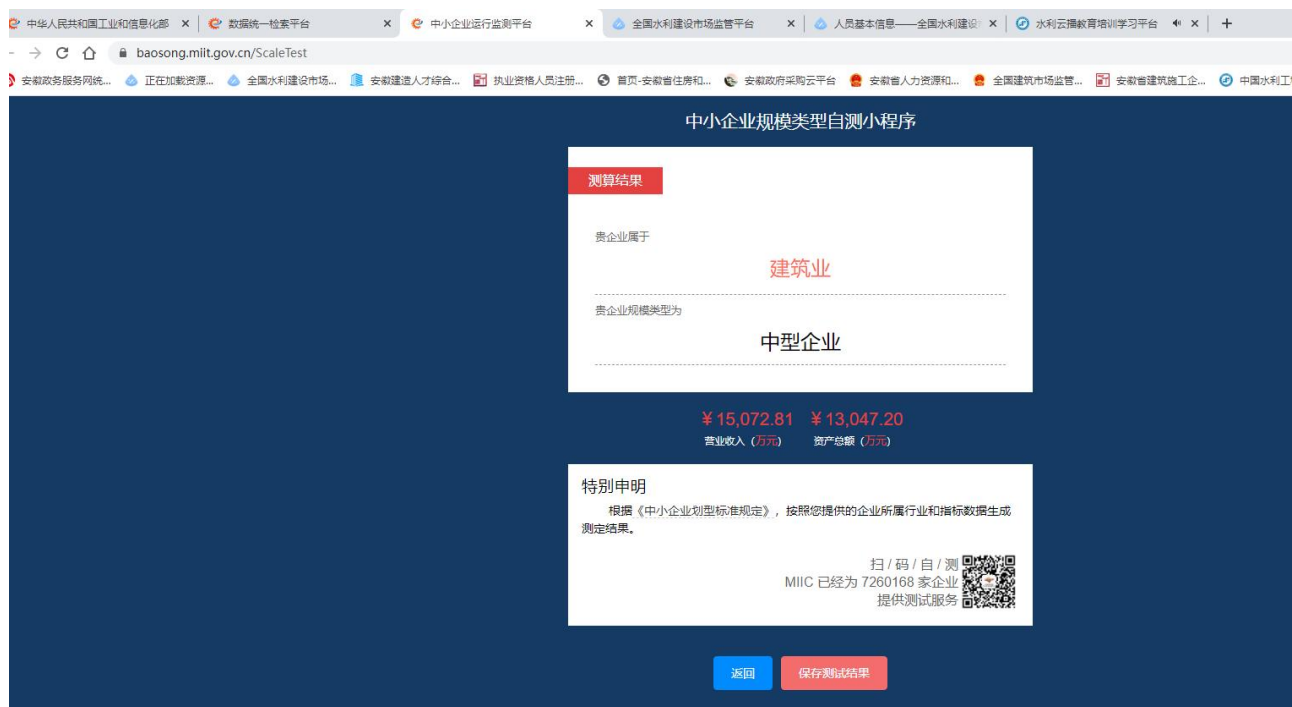 中华人民共和国工业和信息化部
数据统一检索平台
中小企业运行监测平台
全国水利建设市场监管平台
人员基本信息——全国水利建设
水利云播教育培训学习平台
baosong.miit.gov.cn/ScaleTest
安徽政务服务网统...
正在加载资源...
全国水利建设市场...
安徽建造人才综合...
执业资格人员注册...
首页-安徽省住房和...
安徽政府采购云平台
安徽省人力资源和...
全国建筑市场监管...
安徽省建筑施工企...
中国水利工
中小企业规模类型自测小程序
测算结果
贵企业属于
建筑业
贵企业规模类型为
中型企业
¥15,072.81 ¥13,047.20
营业收入（万元） 资产总额（万元）
特别申明
根据《中小企业划型标准规定》，按照您提供的企业所属行业和指标数据生成
测定结果。
扫 / 码 / 自 / 测
MIIC 已经为 7260168 家企业
提供测试服务
返回 保存测试结果